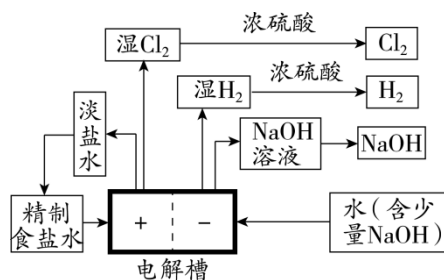 湿Cl₂
浓硫酸
Cl₂
湿H₂
浓硫酸
H₂
淡
盐
水
NaOH
溶液
NaOH
精制
食盐水
+
−
水（含少
量NaOH）
电解槽